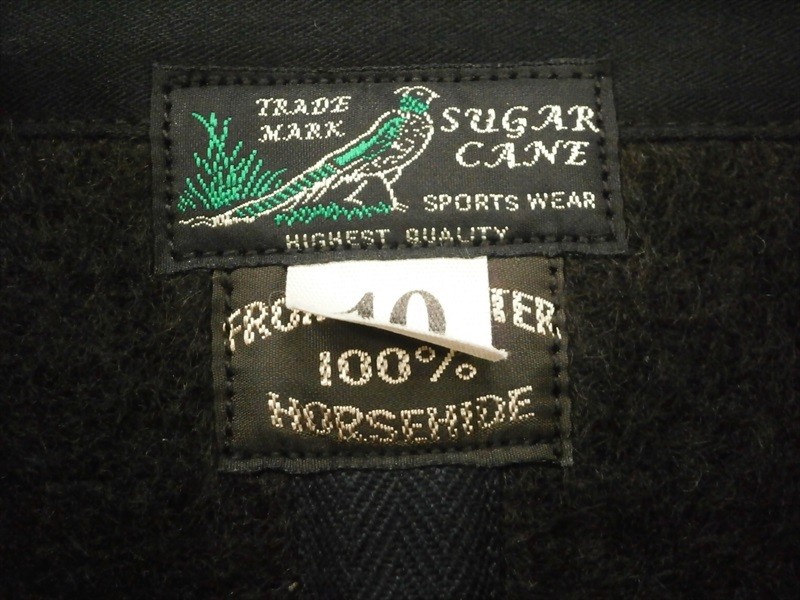 TRADE
MARK
SUGAR
CANE
SPORTS WEAR
HIGHEST QUALITY
40
100%
HORSEHIDE